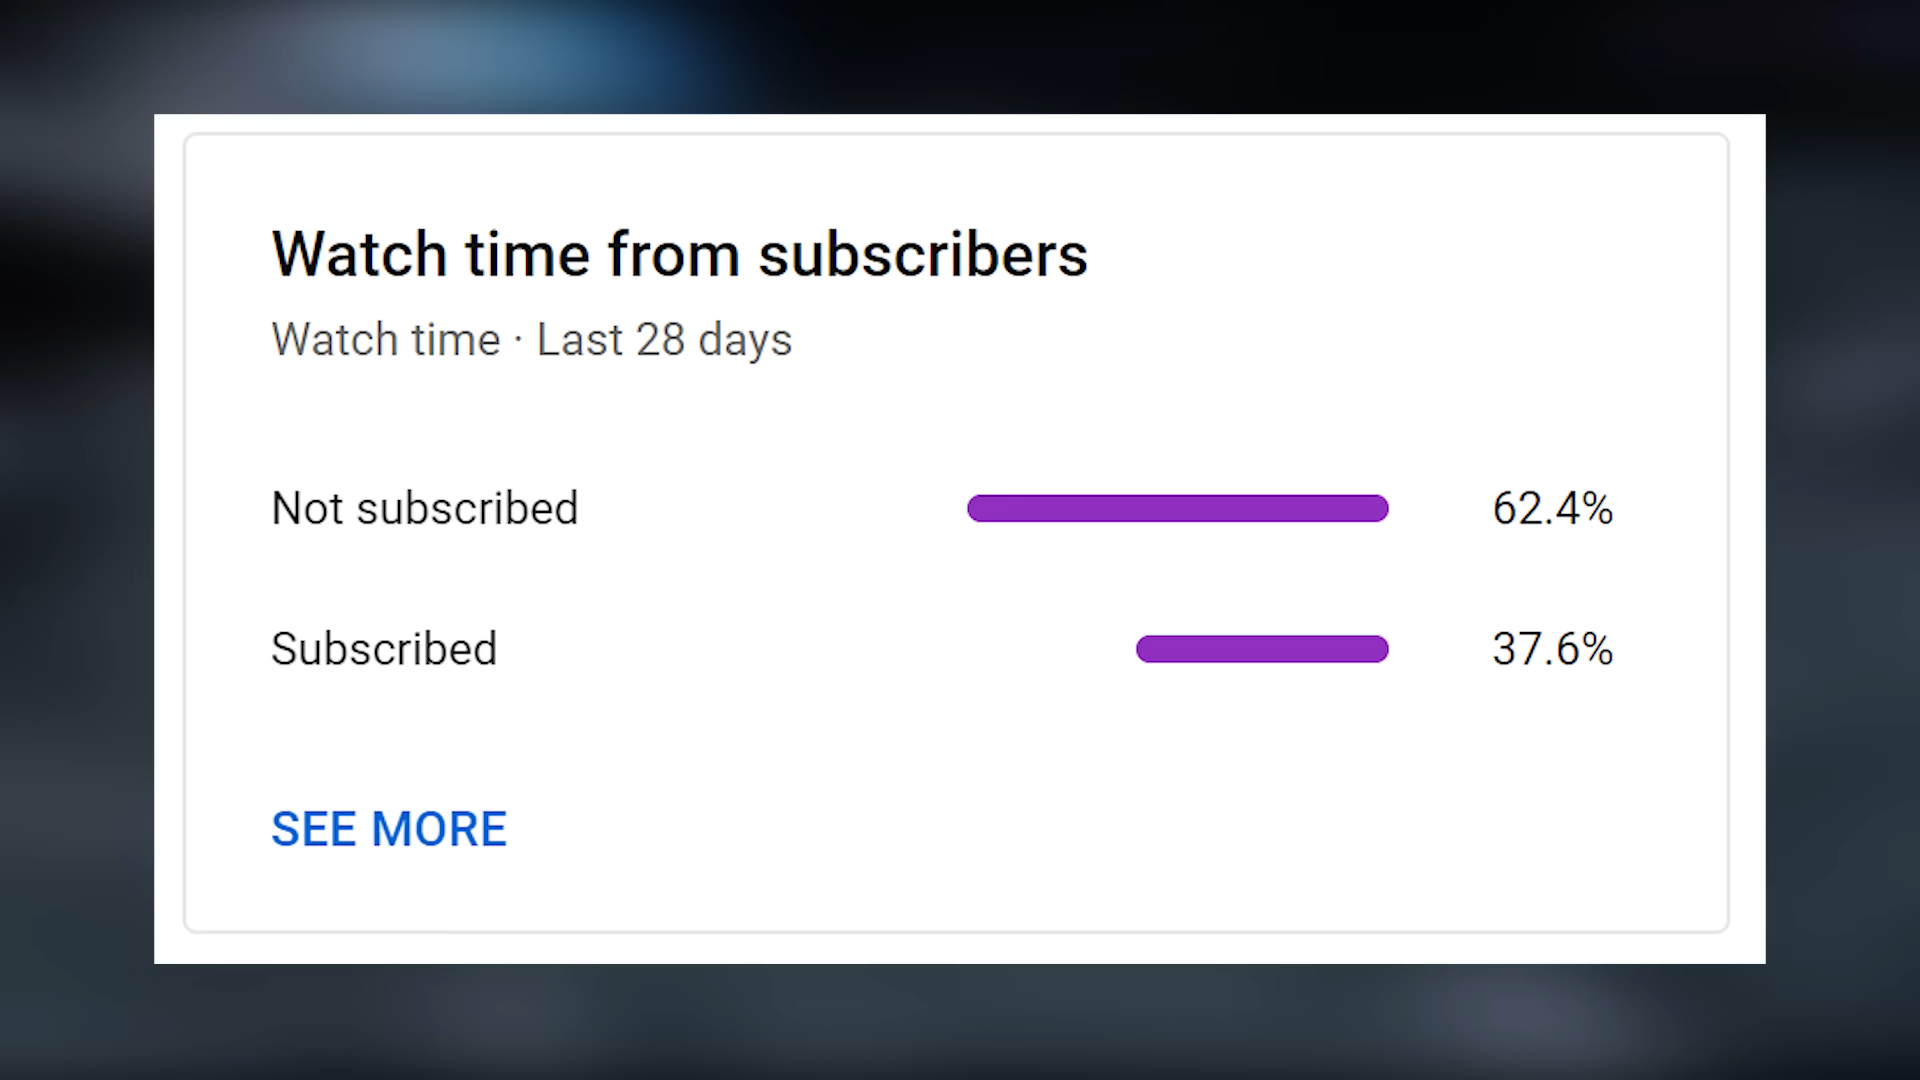 Watch time from subscribers
Watch time · Last 28 days
Not subscribed 62.4%
Subscribed 37.6%
SEE MORE